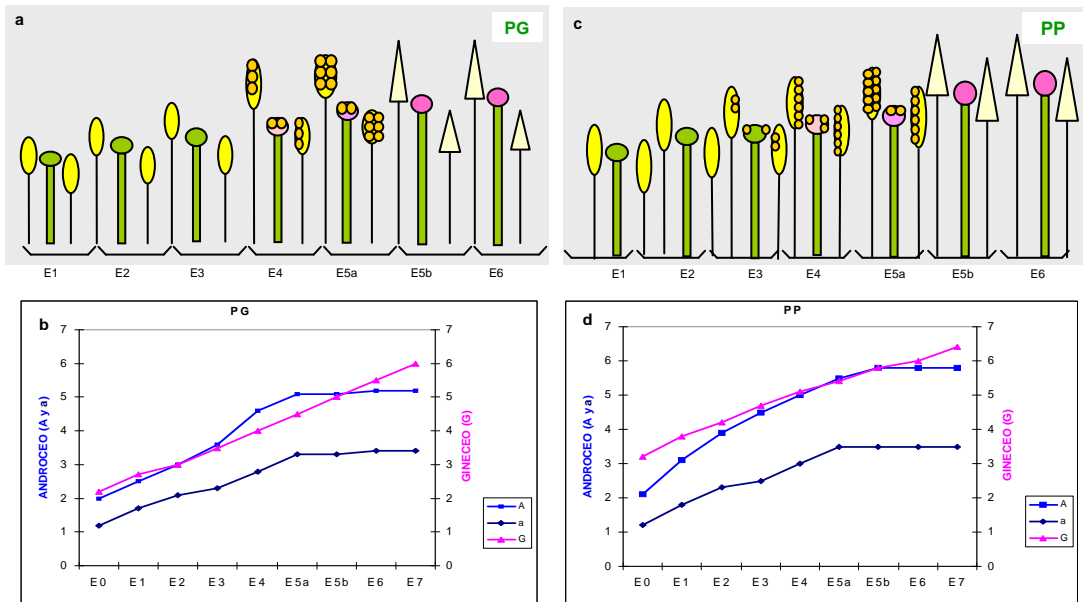 a
PG
E1 E2 E3 E4 E5a E5b E6
c
PP
E1 E2 E3 E4 E5a E5b E6
b
PG
7 7
6 6
5 5
4 4
3 3
2 2
1 1
0 0
ANDROCEO (A y a)
GINECEO (G)
A
a
G
E0 E1 E2 E3 E4 E5a E5b E6 E7
d
PP
7 7
6 6
5 5
4 4
3 3
2 2
1 1
0 0
ANDROCEO (A y a)
GINECEO (G)
A
a
G
E0 E1 E2 E3 E4 E5a E5b E6 E7